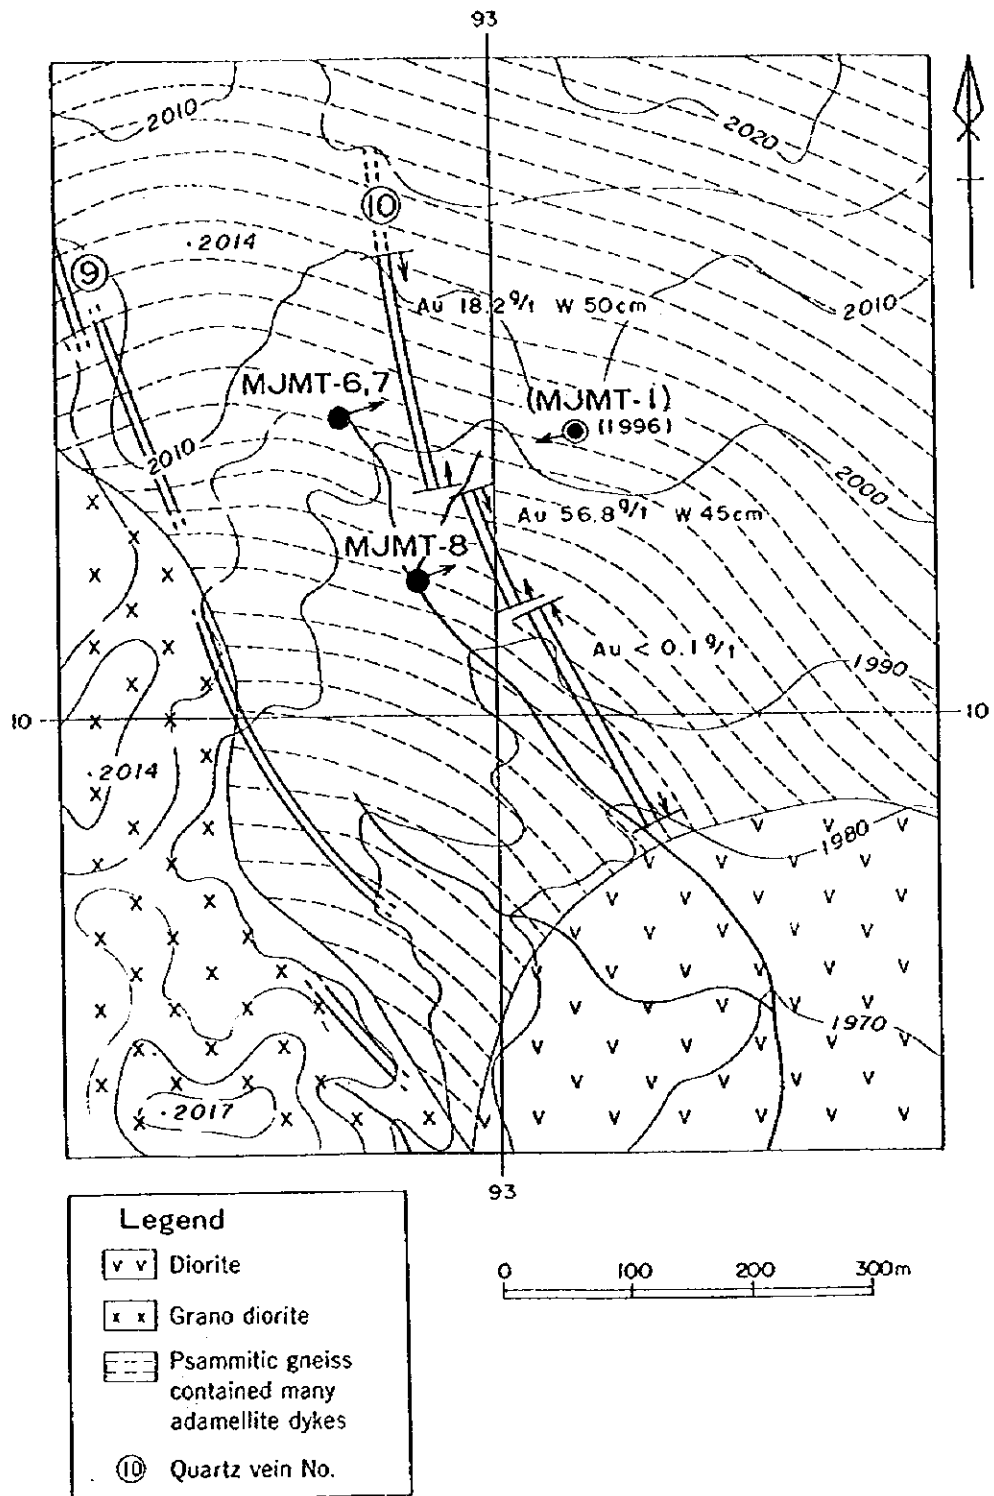 93
2010
2020
10
.2014
9
Au 18.2 g/t W 50cm
2010
MJMT-6,7
(MJMT-1)
(1996)
2010
2000
Au 56.8 g/t W 45cm
MJMT-8
Au < 0.1 g/t
1990
10
10
.2014
1980
1970
.2017
93
Legend
v v Diorite
x x Grano diorite
Psammitic gneiss
contained many
adamellite dykes
10 Quartz vein No.
0 100 200 300m